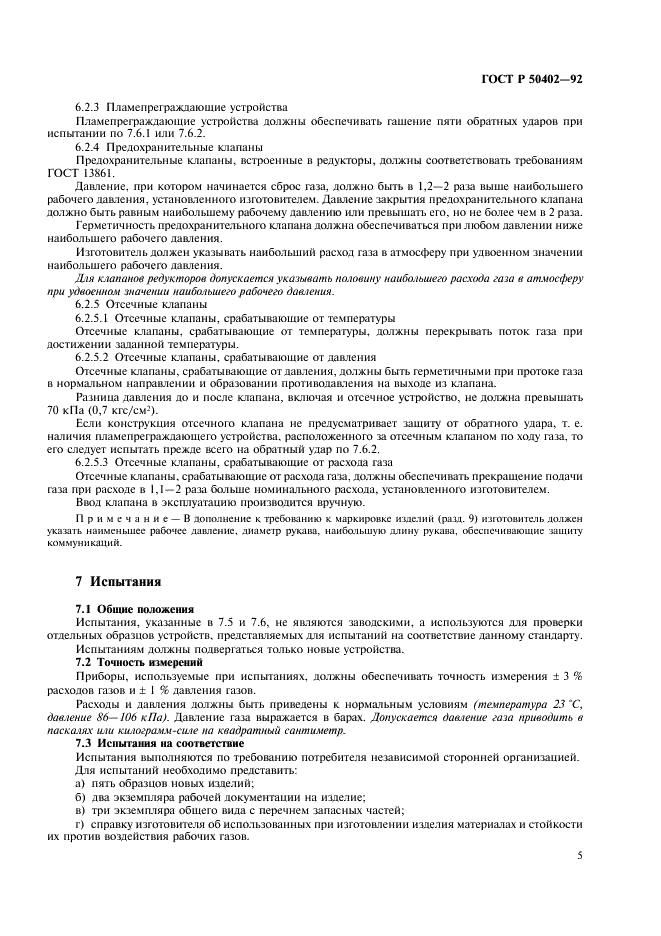 ГОСТ Р 50402—92
6.2.3 Пламепреграждающие устройства
Пламепреграждающие устройства должны обеспечивать гашение пяти обратных ударов при
испытании по 7.6.1 или 7.6.2.
6.2.4 Предохранительные клапаны
Предохранительные клапаны, встроенные в редукторы, должны соответствовать требованиям
ГОСТ 13861.
Давление, при котором начинается сброс газа, должно быть в 1,2—2 раза выше наибольшего
рабочего давления, установленного изготовителем. Давление закрытия предохранительного клапана
должно быть равным наибольшему рабочему давлению или превышать его, но не более чем в 2 раза.
Герметичность предохранительного клапана должна обеспечиваться при любом давлении ниже
наибольшего рабочего давления.
Изготовитель должен указывать наибольший расход газа в атмосферу при удвоенном значении
наибольшего рабочего давления.
Для клапанов редукторов допускается указывать половину наибольшего расхода газа в атмосферу
при удвоенном значении наибольшего рабочего давления.
6.2.5 Отсечные клапаны
6.2.5.1 Отсечные клапаны, срабатывающие от температуры
Отсечные клапаны, срабатывающие от температуры, должны перекрывать поток газа при
достижении заданной температуры.
6.2.5.2 Отсечные клапаны, срабатывающие от давления
Отсечные клапаны, срабатывающие от давления, должны быть герметичными при протоке газа
в нормальном направлении и образовании противодавления на выходе из клапана.
Разница давления до и после клапана, включая и отсечное устройство, не должна превышать
70 кПа (0,7 кгс/см²).
Если конструкция отсечного клапана не предусматривает защиту от обратного удара, т. е.
наличия пламепреграждающего устройства, расположенного за отсечным клапаном по ходу газа, то
его следует испытать прежде всего на обратный удар по 7.6.2.
6.2.5.3 Отсечные клапаны, срабатывающие от расхода газа
Отсечные клапаны, срабатывающие от расхода газа, должны обеспечивать прекращение подачи
газа при расходе в 1,1—2 раза больше номинального расхода, установленного изготовителем.
Ввод клапана в эксплуатацию производится вручную.
П р и м е ч а н и е — В дополнение к требованию к маркировке изделий (разд. 9) изготовитель должен
указать наименьшее рабочее давление, диаметр рукава, наибольшую длину рукава, обеспечивающие защиту
коммуникаций.
7 Испытания
7.1 Общие положения
Испытания, указанные в 7.5 и 7.6, не являются заводскими, а используются для проверки
отдельных образцов устройств, представляемых для испытаний на соответствие данному стандарту.
Испытаниям должны подвергаться только новые устройства.
7.2 Точность измерений
Приборы, используемые при испытаниях, должны обеспечивать точность измерения ± 3 %
расходов газов и ± 1 % давления газов.
Расходы и давления должны быть приведены к нормальным условиям (температура 23 °С,
давление 86—106 кПа). Давление газа выражается в барах. Допускается давление газа приводить в
паскалях или килограмм-силе на квадратный сантиметр.
7.3 Испытания на соответствие
Испытания выполняются по требованию потребителя независимой сторонней организацией.
Для испытаний необходимо представить:
а) пять образцов новых изделий;
б) два экземпляра рабочей документации на изделие;
в) три экземпляра общего вида с перечнем запасных частей;
г) справку изготовителя об использованных при изготовлении изделия материалах и стойкости
их против воздействия рабочих газов.
5